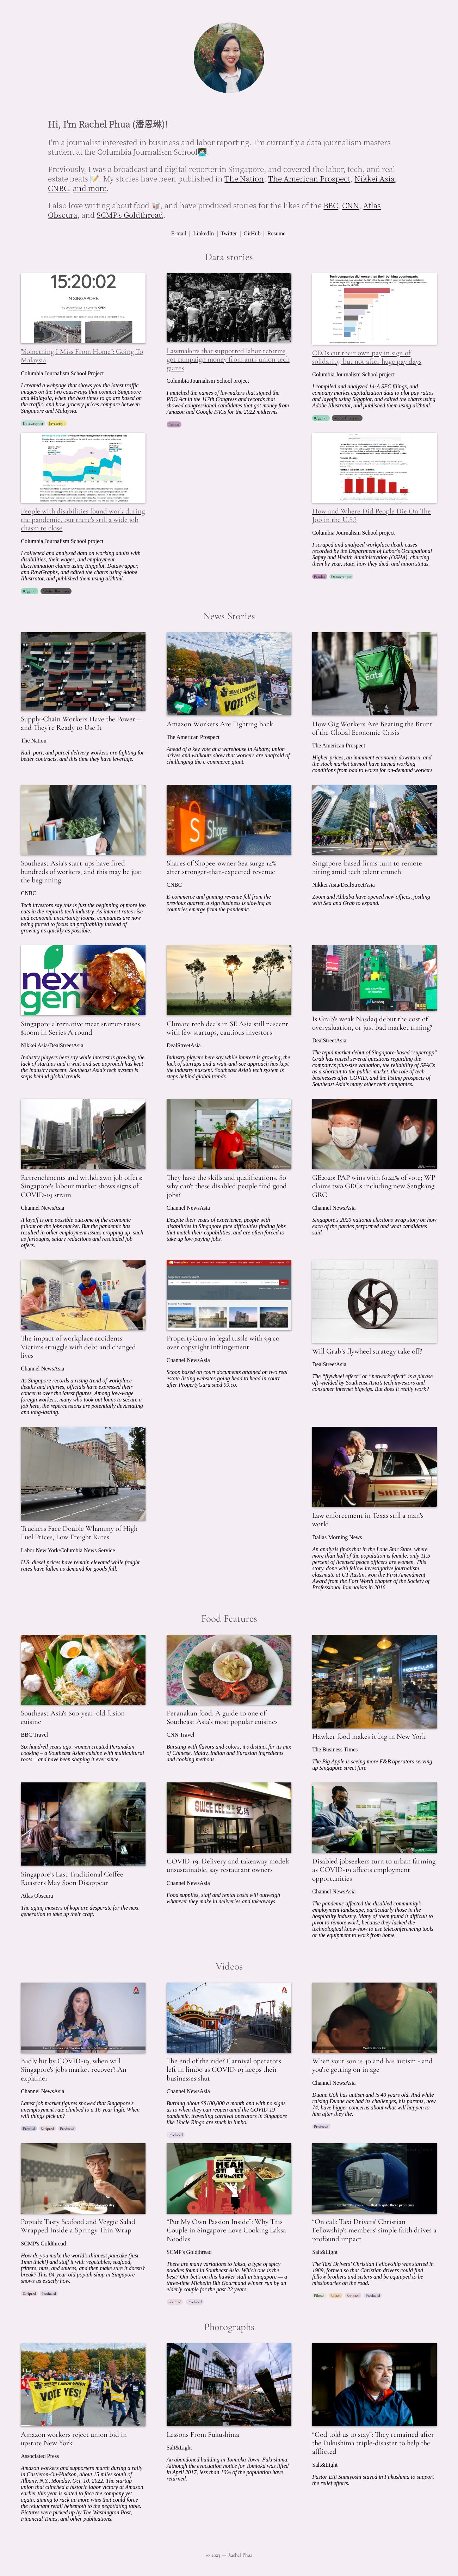 Hi, I'm Rachel Phua (潘恩琳)!
I'm a journalist interested in business and labor reporting. I'm currently a data journalism masters
student at the Columbia Journalism School
Previously, I was a broadcast and digital reporter in Singapore, and covered the labor, tech, and real
estate beats 📝. My stories have been published in The Nation, The American Prospect, Nikkei Asia,
CNBC, and more.
I also love writing about food 🥡, and have produced stories for the likes of the BBC, CNN, Atlas
Obscura, and SCMP's Goldthread.
E-mail | LinkedIn | Twitter | GitHub | Resume
Data stories
15:20:02
IN SINGAPORE,
"Something I Miss From Home": Going To
Malaysia
Columbia Journalism School Project
I created a webpage that shows you the latest traffic
images on the two causeways that connect Singapore
and Malaysia, when the best times to go are based on
the traffic, and how grocery prices compare between
Singapore and Malaysia.
Datawrapper Javascript
Lawmakers that supported labor reforms
got campaign money from anti-union tech
giants
Columbia Journalism School project
I matched the names of lawmakers that supported the
PRO Act in the 117th Congress and records that
showed congressional candidates receiving money from
Amazon and Google PACs for the 2022 midterms.
Pandas
Tech companies did worse than their banking counterparts
CEOs cut their own pay in sign of
solidarity, but not after huge pay days
Columbia Journalism School project
I compiled and analyzed 14-A SEC filings, and
company market capitalization data to plot pay ratios
and layoffs using R/ggplot, and edited the charts using
Adobe Illustrator, and published them using ai2html.
R/ggplot Adobe Illustrator
People with disabilities found work during
the pandemic, but there's still a wide job
chasm to close
Columbia Journalism School project
I collected and analyzed data on working adults with
disabilities, their wages, and employment
discrimination claims using R/ggplot, Datawrapper,
and RawGraphs, and edited the charts using Adobe
Illustrator, and published them using ai2html.
R/ggplot Adobe Illustrator
How and Where Did People Die On The
Job in the U.S.?
Columbia Journalism School project
I scraped and analyzed workplace death cases
recorded by the Department of Labor's Occupational
Safety and Health Administration (OSHA), charting
them by year, state, how they died, and union status.
Pandas Datawrapper
News Stories
Supply-Chain Workers Have the Power—
and They're Ready to Use It
The Nation
Rail, port, and parcel delivery workers are fighting for
better contracts, and this time they have leverage.
VOTE YES!
Amazon Workers Are Fighting Back
The American Prospect
Ahead of a key vote at a warehouse in Albany, union
drives and walkouts show that workers are unafraid of
challenging the e-commerce giant.
Uber
Eats
How Gig Workers Are Bearing the Brunt
of the Global Economic Crisis
The American Prospect
Higher prices, an imminent economic downturn, and
the stock market turmoil have turned working
conditions from bad to worse for on-demand workers.
Southeast Asia's start-ups have fired
hundreds of workers, and this may be just
the beginning
CNBC
Tech investors say this is just the beginning of more job
cuts in the region's tech industry. As interest rates rise
and economic uncertainty looms, companies are now
being forced to focus on profitability instead of
growing as quickly as possible.
Shares of Shopee-owner Sea surge 14%
after stronger-than-expected revenue
CNBC
E-commerce and gaming revenue fell from the
previous quarter, a spa business is slowing as
countries emerge from the pandemic.
Singapore-based firms turn to remote
hiring amid tech talent crunch
Nikkei Asia/DealStreetAsia
Zoom and Alibaba have opened new offices, jostling
with Sea and Grab to expand.
next
gen
Singapore alternative meat startup raises
$100m in Series A round
Nikkei Asia/DealStreetAsia
Industry players here say while interest is growing, the
lack of startups and a wait-and-see approach has kept
the industry nascent. Southeast Asia's tech system is
steps behind global trends.
Climate tech deals in SE Asia still nascent
with few startups, cautious investors
DealStreetAsia
Industry players here say while interest is growing, the
lack of startups and a wait-and-see approach has kept
the industry nascent. Southeast Asia's tech system is
steps behind global trends.
Is Grab's weak Nasdaq debut the cost of
overvaluation, or just bad market timing?
DealStreetAsia
The tepid market debut of Singapore-based "superapp"
Grab has raised several questions regarding the
company's plus-size valuation, the reliability of SPACs
as a shortcut to the public market, the role of tech
businesses after COVID, and the listing prospects of
Southeast Asia's many other tech companies.
Retrenchments and withdrawn job offers:
Singapore's labour market shows signs of
COVID-19 strain
Channel NewsAsia
A layoff is one possible outcome of the economic
fallout on the jobs market. But the pandemic has
resulted in other employment issues cropping up, such
as furloughs, salary reductions and rescinded job
offers.
They have the skills and qualifications. So
why can't these disabled people find good
jobs?
Channel NewsAsia
Despite their years of experience, people with
disabilities in Singapore face difficulties finding jobs
that match their capabilities, and are often forced to
take up low-paying jobs.
GE2020: PAP wins with 61.24% of vote; WP
claims two GRCs including new Sengkang
GRC
Channel NewsAsia
Singapore's 2020 national elections wrap story on how
each of the parties performed and what candidates
said.
The impact of workplace accidents:
Victims struggle with debt and changed
lives
Channel NewsAsia
As Singapore records a rising trend of workplace
deaths and injuries, officials have expressed their
concerns over the latest figures. Among low-wage
foreign workers, many who took out loans to secure a
job here, the repercussions are potentially devastating
and long-lasting.
PropertyGuru in legal tussle with 99.co
over copyright infringement
Channel NewsAsia
Scoop based on court documents attained on two real
estate listing websites going head to head in court
after PropertyGuru sued 99.co.
Will Grab's flywheel strategy take off?
DealStreetAsia
The “flywheel effect” or “network effect” is a phrase
oft-wielded by Southeast Asia's tech investors and
consumer internet bigwigs. But does it really work?
Truckers Face Double Whammy of High
Fuel Prices, Low Freight Rates
Labor New York/Columbia News Service
U.S. diesel prices have remain elevated while freight
rates have fallen as demand for goods fall.
SHERIFF
Law enforcement in Texas still a man's
world
Dallas Morning News
An analysis finds that in the Lone Star State, where
more than half of the population is female, only 11.5
percent of licensed peace officers are women. This
story, done with fellow investigative journalism
classmate at UT Austin, won the First Amendment
Award from the Fort Worth chapter of the Society of
Professional Journalists in 2016.
Food Features
Southeast Asia's 600-year-old fusion
cuisine
BBC Travel
Six hundred years ago, women created Peranakan
cooking – a Southeast Asian cuisine with multicultural
roots – and have been shaping it ever since.
Peranakan food: A guide to one of
Southeast Asia's most popular cuisines
CNN Travel
Bursting with flavors and colors, it's distinct for its mix
of Chinese, Malay, Indian and Eurasian ingredients
and cooking methods.
Hawker food makes it big in New York
The Business Times
The Big Apple is seeing more F&B operators serving
up Singapore street fare
Singapore's Last Traditional Coffee
Roasters May Soon Disappear
Atlas Obscura
The aging masters of kopi are desperate for the next
generation to take up their craft.
COVID-19: Delivery and takeaway models
unsustainable, say restaurant owners
Channel NewsAsia
Food supplies, staff and rental costs will outweigh
whatever they make in deliveries and takeaways.
Disabled jobseekers turn to urban farming
as COVID-19 affects employment
opportunities
Channel NewsAsia
The pandemic affected the disabled community's
employment landscape, particularly those in the
hospitality industry. Many of them found it difficult to
pivot to remote work, because they lacked the
technological know-how to use teleconferencing tools
or the equipment to work from home.
Videos
Badly hit by COVID-19, when will
Singapore's jobs market recover? An
explainer
Channel NewsAsia
Latest job market figures showed that Singapore's
unemployment rate climbed to a 16-year high. When
will things pick up?
Scripted Produced
The end of the ride? Carnival operators
left in limbo as COVID-19 keeps their
businesses shut
Channel NewsAsia
Burning about S$100,000 a month and with no signs
as to when they can reopen amid the COVID-19
pandemic, travelling carnival operators in Singapore
like Uncle Ringo are stuck in limbo.
Produced
When your son is 40 and has autism - and
you're getting on in age
Channel NewsAsia
Duane Goh has autism and is 40 years old. And while
raising Duane has had its challenges, his parents, now
74, have bigger concerns about what will happen to
him after they die.
Produced
Popiah: Tasty Seafood and Veggie Salad
Wrapped Inside a Springy Thin Wrap
SCMP's Goldthread
How do you make the world's thinnest pancake (just
1mm thick!) and stuff it with vegetables, seafood,
fritters, nuts, and sauces, and then make sure it doesn't
break? This 84-year-old popiah shop in Singapore
shows us exactly how.
Scripted Produced
“Put My Own Passion Inside”: Why This
Couple in Singapore Love Cooking Laksa
Noodles
SCMP's Goldthread
There are many variations to laksa, a type of spicy
noodles found in Southeast Asia. Which one is the
best? Our bet's on this hawker stall in Singapore — a
three-time Michelin Bib Gourmand winner run by an
elderly couple for the past 22 years.
Scripted Produced
“On call: Taxi Drivers' Christian
Fellowship's members' simple faith drives a
profound impact
Salt&Light
The Taxi Drivers' Christian Fellowship was started in
1989, formed so that Christian drivers could find
fellow brothers and sisters and be equipped to be
missionaries on the road.
Filmed Edited Scripted Produced
Photographs
VOTE YES!
Amazon workers reject union bid in
upstate New York
Associated Press
Amazon workers and supporters march during a rally
in Castleton-On-Hudson, about 15 miles south of
Albany, N.Y., Monday, Oct. 10, 2022. The startup
union that clinched a historic labor victory at Amazon
earlier this year is slated to face the company yet
again, aiming to rack up more wins that could force
the reluctant retail behemoth to the negotiating table.
Pictures were picked up by The Washington Post,
Financial Times, and other publications.
Lessons From Fukushima
Salt&Light
An abandoned building in Tomioka Town, Fukushima.
Although the evacuation notice for Tomioka was lifted
in April 2017, less than 10% of the population have
returned.
“God told us to stay”: They remained after
the Fukushima triple-disaster to help the
afflicted
Salt&Light
Pastor Eiji Sumiyoshi stayed in Fukushima to support
the relief efforts.
© 2023 — Rachel Phua